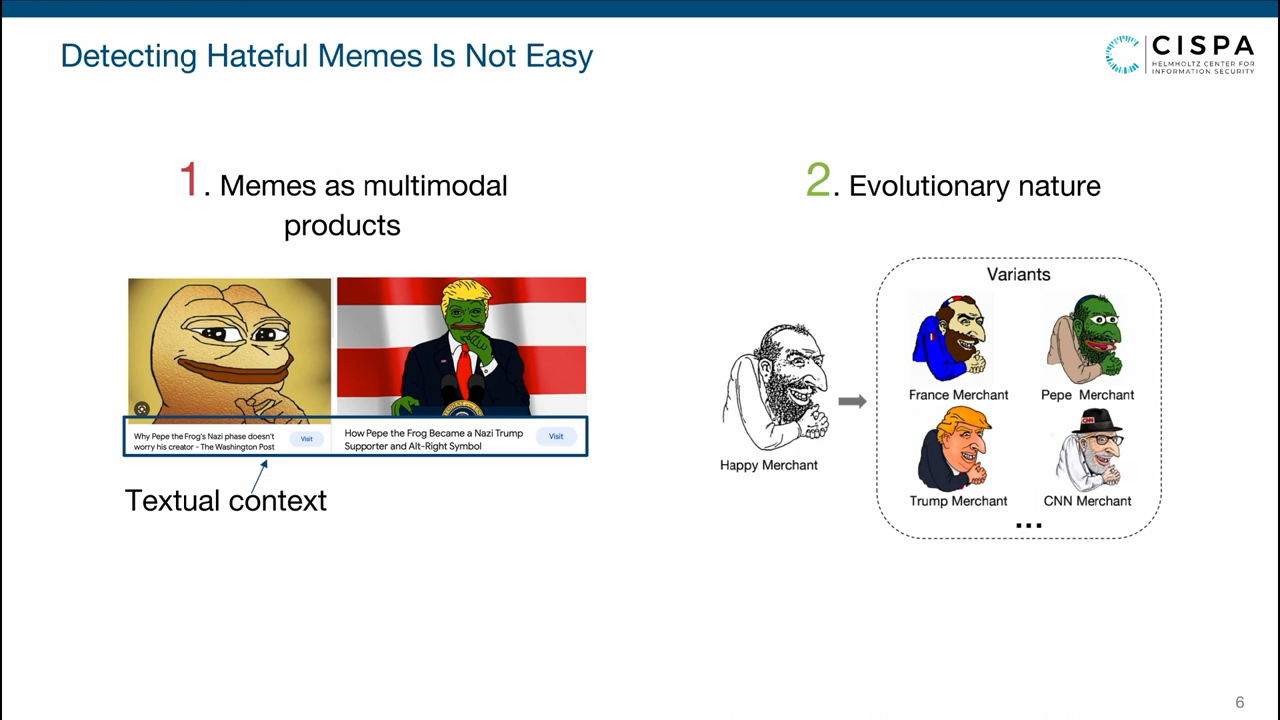 Detecting Hateful Memes Is Not Easy
CISPA
HELMHOLTZ CENTER FOR
INFORMATION SECURITY
1. Memes as multimodal
products
Why Pepe the Frog's Nazi phase doesn't
worry his creator - The Washington Post
Visit
How Pepe the Frog Became a Nazi Trump
Supporter and Alt-Right Symbol
Visit
Textual context
2. Evolutionary nature
Happy Merchant
Variants
France Merchant
Pepe Merchant
CNN
Trump Merchant
CNN Merchant
...
6